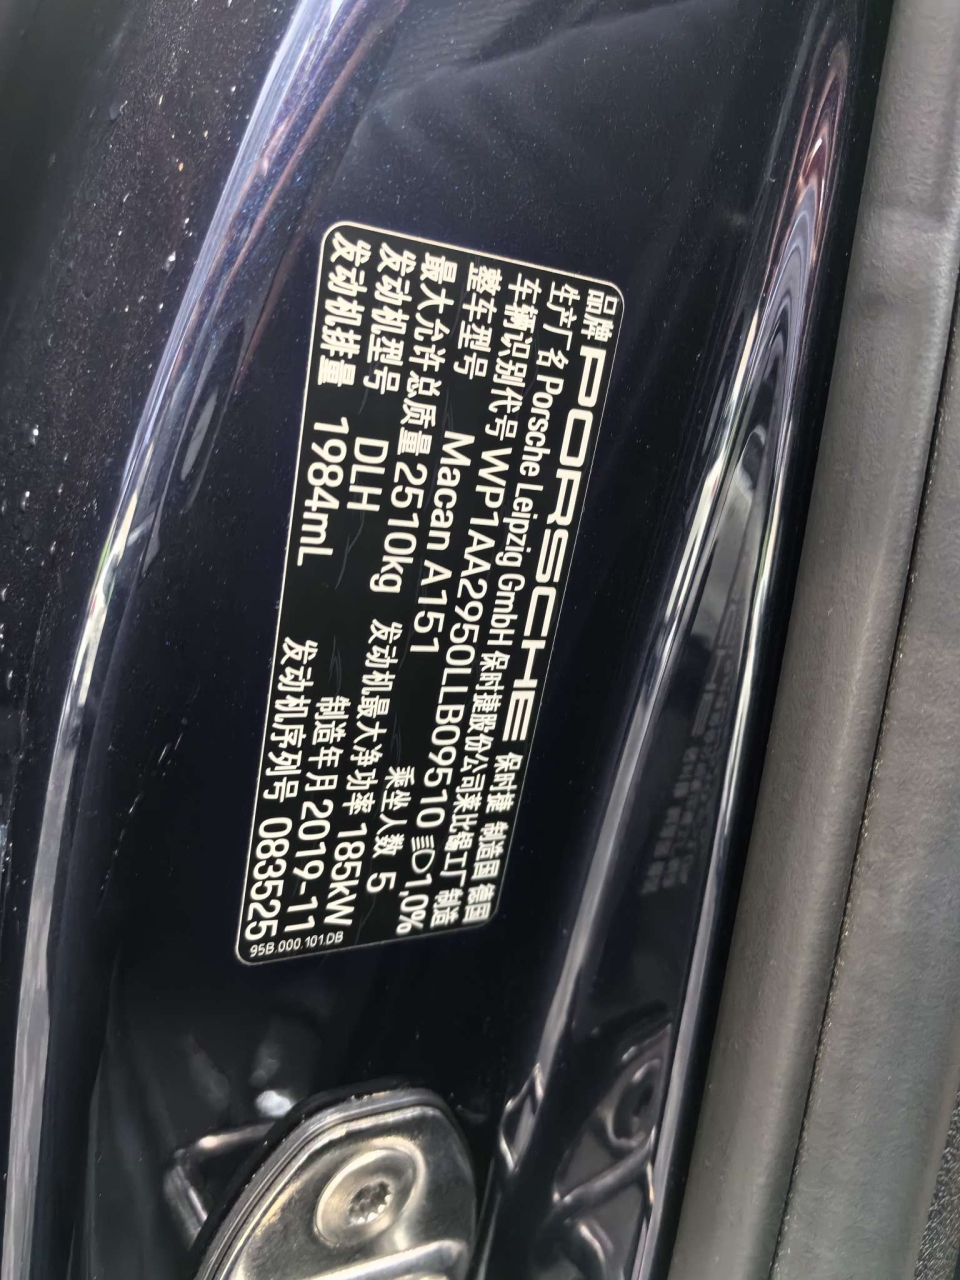 品牌 PORSCHE 保时捷 制造国 德国
生产厂名 Porsche Leipzig GmbH 保时捷股份公司莱比锡工厂 制造
车辆识别代号 WP1AA2950LLB09510 1,0%
整车型号 Macan A151 乘坐人数 5
最大允许总质量 2510kg 发动机最大净功率 185kW
发动机型号 DLH 制造年月 2019-11
发动机排量 1984mL 发动机序列号 083525
95B.000.101.DB